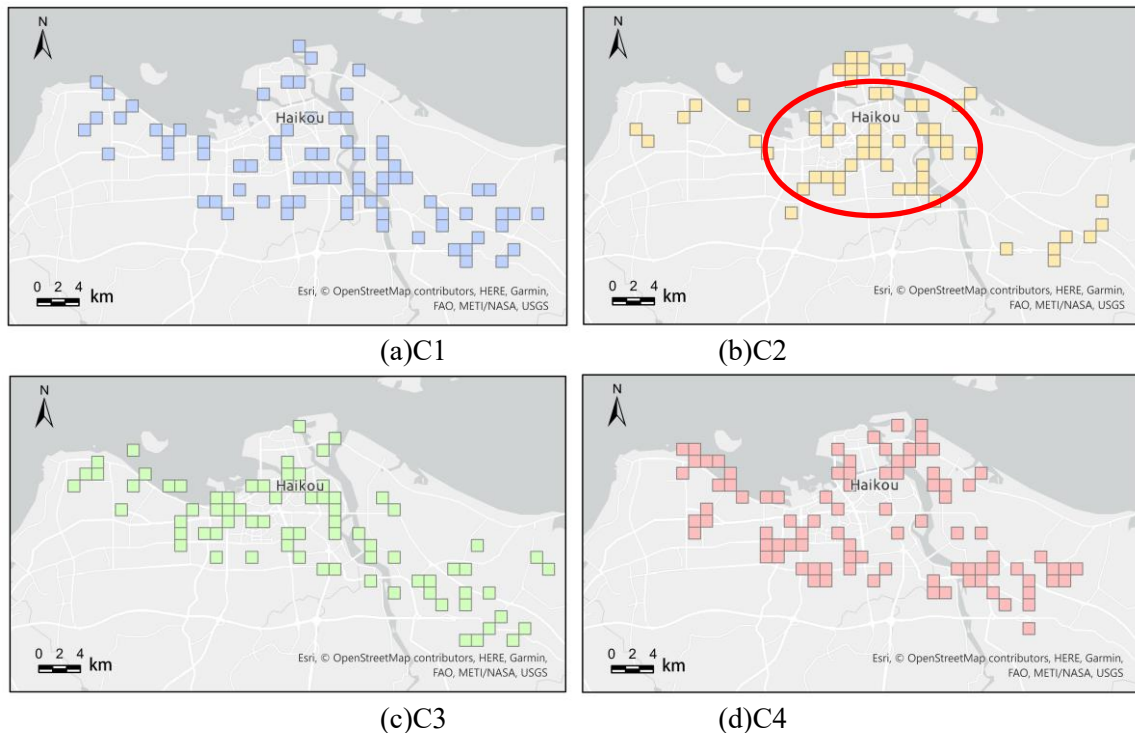 N
Haikou
0 2 4 km
Esri, © OpenStreetMap contributors, HERE, Garmin,
FAO, METI/NASA, USGS
(a)C1
N
Haikou
0 2 4 km
Esri, © OpenStreetMap contributors, HERE, Garmin,
FAO, METI/NASA, USGS
(b)C2
N
Haikou
0 2 4 km
Esri, © OpenStreetMap contributors, HERE, Garmin,
FAO, METI/NASA, USGS
(c)C3
N
Haikou
0 2 4 km
Esri, © OpenStreetMap contributors, HERE, Garmin,
FAO, METI/NASA, USGS
(d)C4